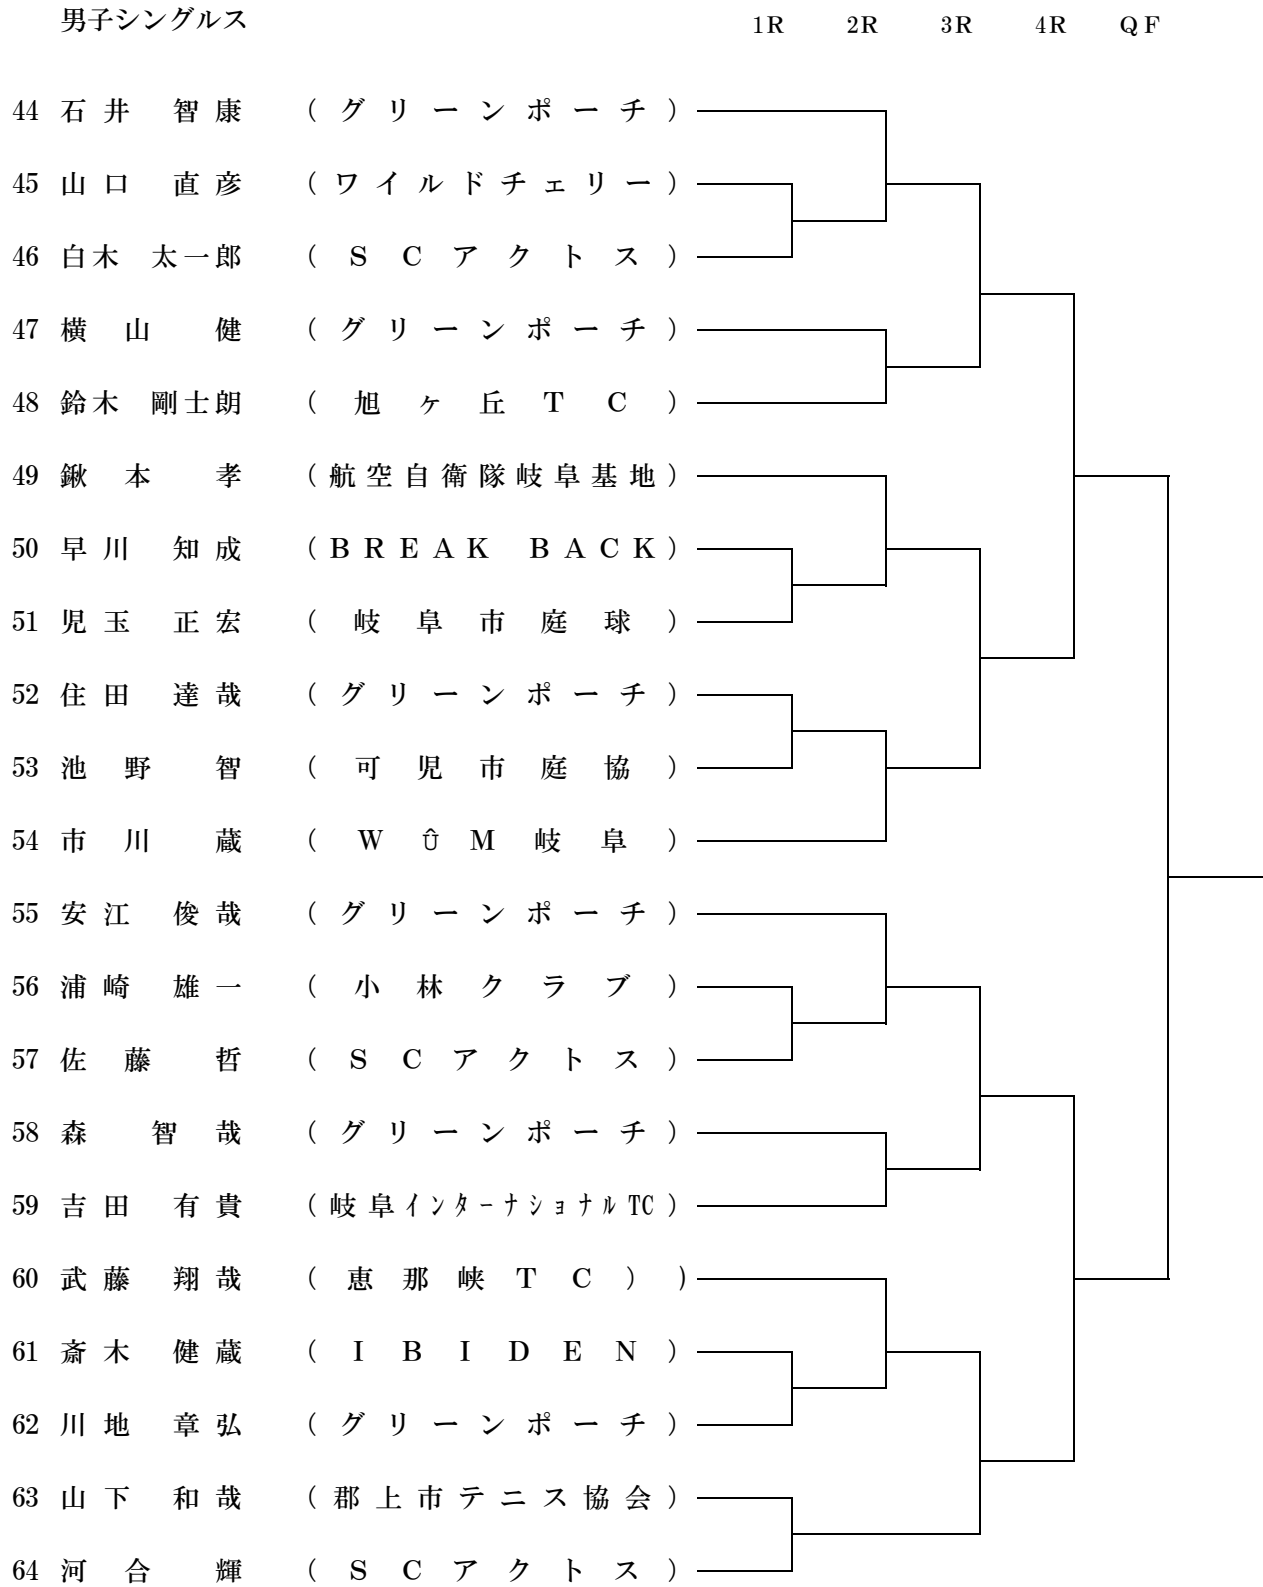 男子シングルス 1R 2R 3R 4R QF
44 石井 智康 (グリーンポーチ)
45 山口 直彦 (ワイルドチェリー)
46 白木 太一郎 (SCアクトス)
47 横山 健 (グリーンポーチ)
48 鈴木 剛士朗 (旭ヶ丘TC)
49 鍬本 孝 (航空自衛隊岐阜基地)
50 早川 知成 (BREAK BACK)
51 児玉 正宏 (岐阜市庭球)
52 住田 達哉 (グリーンポーチ)
53 池野 智 (可児市庭協)
54 市川 蔵 (WÛM岐阜)
55 安江 俊哉 (グリーンポーチ)
56 浦崎 雄一 (小林クラブ)
57 佐藤 哲 (SCアクトス)
58 森 智哉 (グリーンポーチ)
59 吉田 有貴 (岐阜インターナショナルTC)
60 武藤 翔哉 (恵那峡TC))
61 斎木 健蔵 (IBIDEN)
62 川地 章弘 (グリーンポーチ)
63 山下 和哉 (郡上市テニス協会)
64 河合 輝 (SCアクトス)